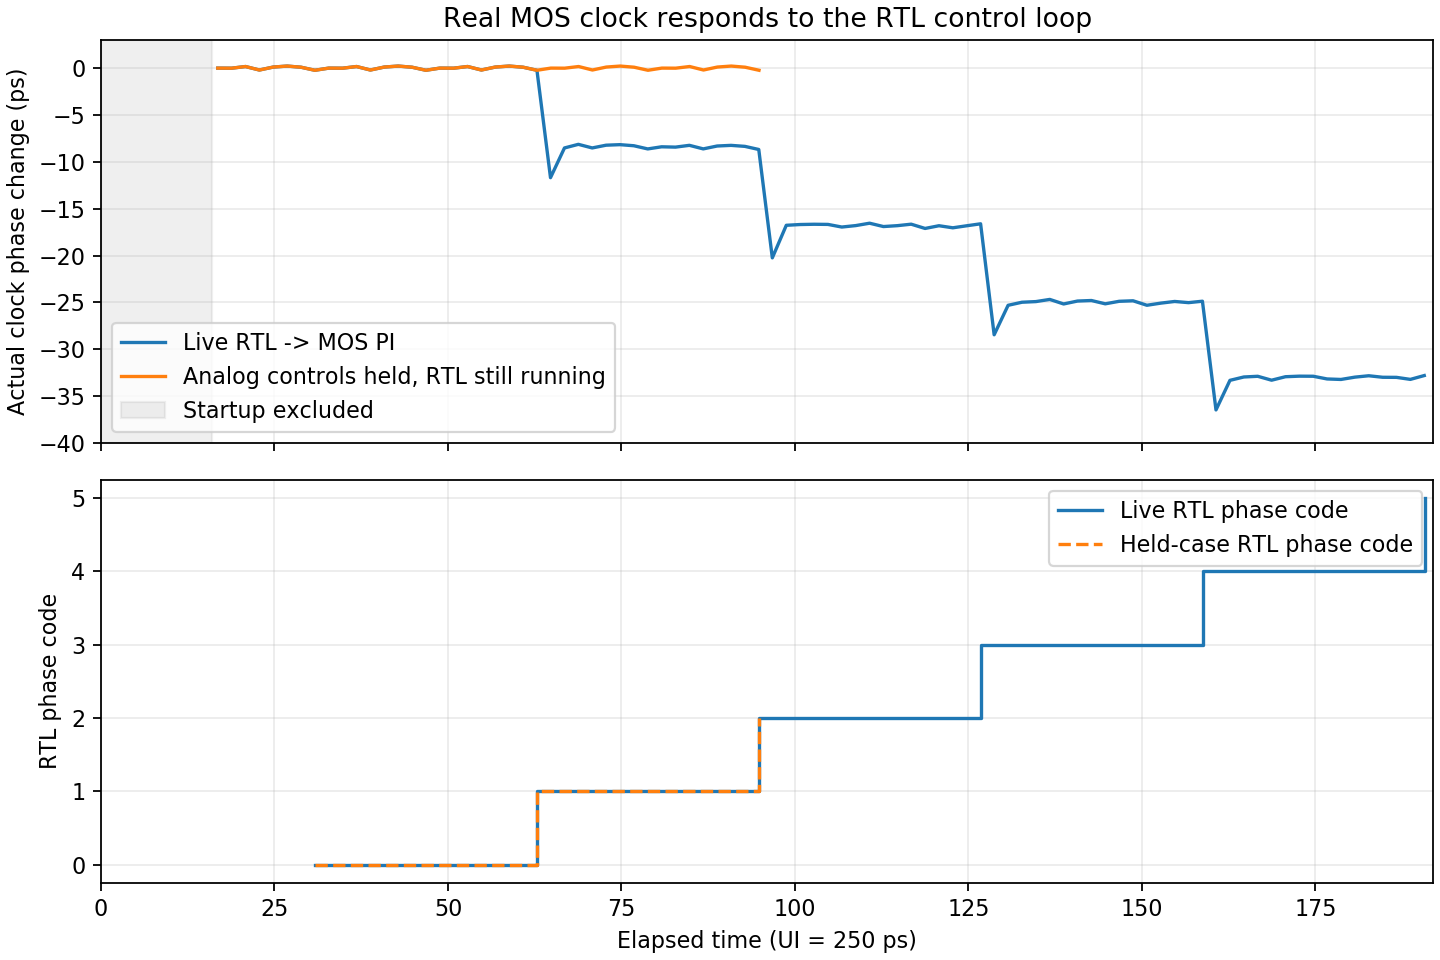 Real MOS clock responds to the RTL control loop
Actual clock phase change (ps)
0
−5
−10
−15
−20
−25
−30
−35
−40
Live RTL -> MOS PI
Analog controls held, RTL still running
Startup excluded
RTL phase code
5
4
3
2
1
0
Live RTL phase code
Held-case RTL phase code
0 25 50 75 100 125 150 175
Elapsed time (UI = 250 ps)